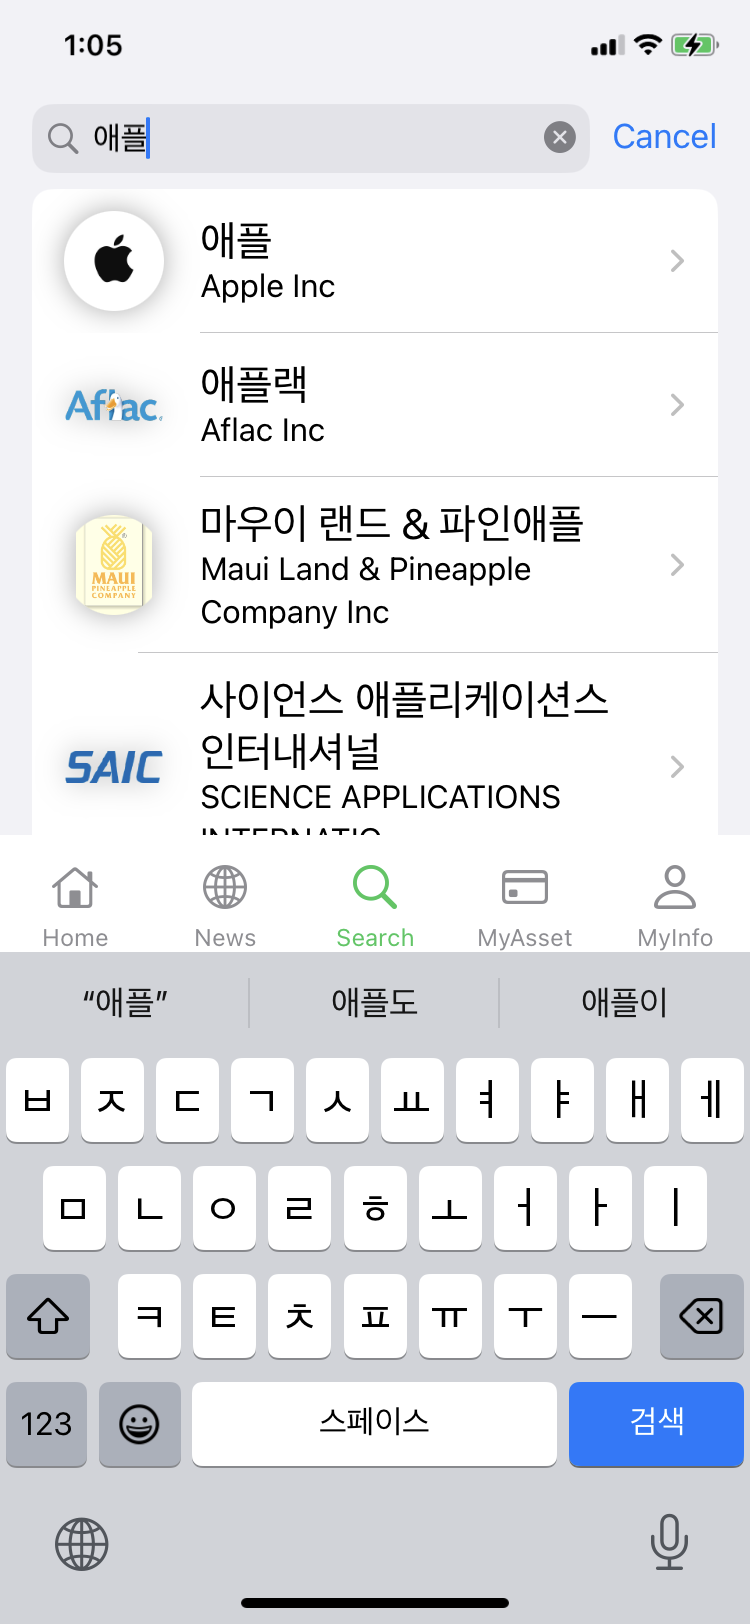 1:05
애플
Cancel
애플
Apple Inc
Aflac
애플랙
Aflac Inc
마우이 랜드 & 파인애플
Maui Land & Pineapple
Company Inc
MAUI
PINEAPPLE
COMPANY
사이언스 애플리케이션스
인터내셔널
SAIC
SCIENCE APPLICATIONS
INTERNATIO
Home News Search MyAsset MyInfo
“애플” 애플도 애플이
ㅂ ㅈ ㄷ ㄱ ㅅ ㅛ ㅕ ㅑ ㅐ ㅔ
ㅁ ㄴ ㅇ ㄹ ㅎ ㅗ ㅓ ㅏ ㅣ
ㅋ ㅌ ㅊ ㅍ ㅠ ㅜ ㅡ
123 스페이스 검색